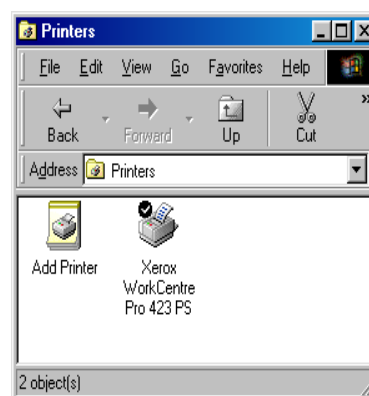 Printers
File Edit View Go Favorites Help
Back Forward Up Cut »
Address Printers
Add Printer
Xerox
WorkCentre
Pro 423 PS
2 object(s)